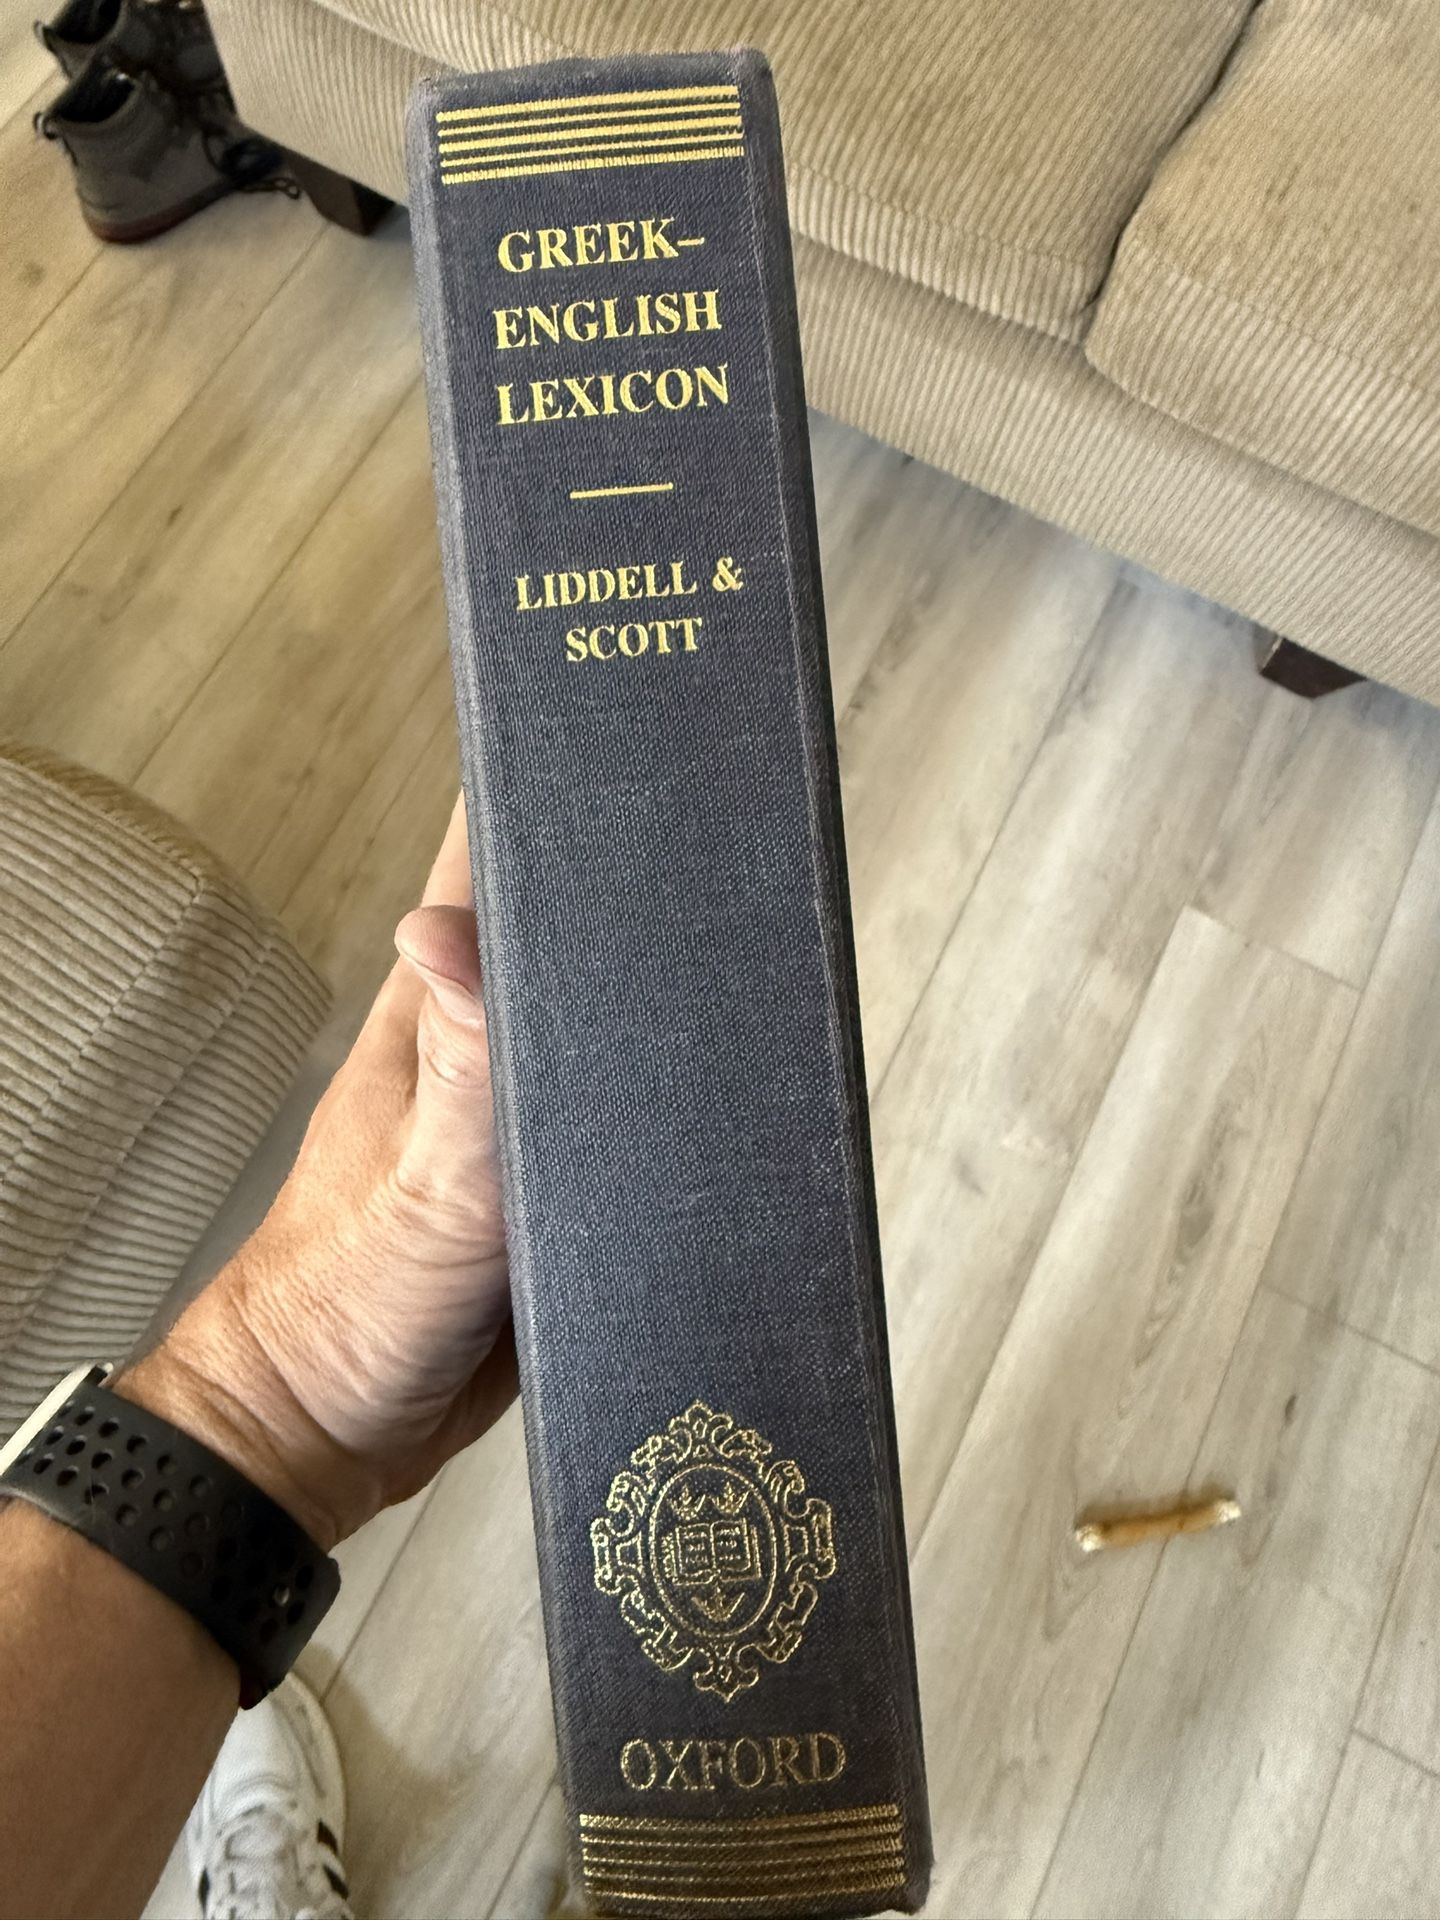 GREEK–
ENGLISH
LEXICON
LIDDELL &
SCOTT
OXFORD